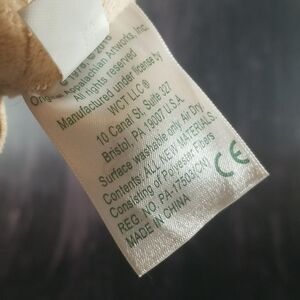 © 1978, © 2018
Original Appalachian Artworks, Inc.
All rights reserved
Manufactured under license by
WCT LLC®
10 Canal St. Suite 327
Bristol, PA 19007 U.S.A.
Surface washable only Air Dry.
Contents: ALL NEW MATERIALS.
Consisting of Polyester Fibers
REG. NO. PA-17503(CN)
MADE IN CHINA
CE